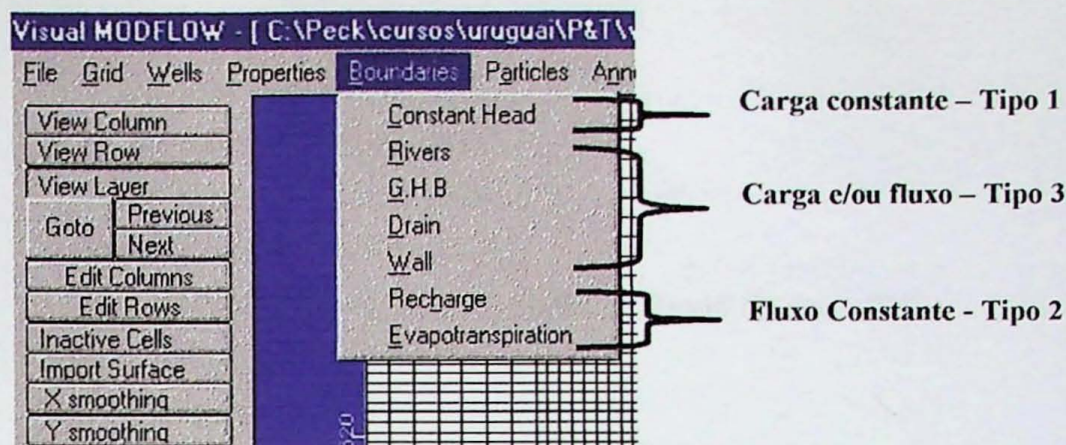 Visual MODFLOW - [ C:\Peck\cursos\uruguai\P&T\
File Grid Wells Properties Boundaries Particles Ann
View Column
View Row
View Layer
Goto
Previous
Next
Edit Columns
Edit Rows
Inactive Cells
Import Surface
X smoothing
Y smoothing
Constant Head
Rivers
G.H.B
Drain
Wall
Recharge
Evapotranspiration
Carga constante – Tipo 1
Carga e/ou fluxo – Tipo 3
Fluxo Constante - Tipo 2